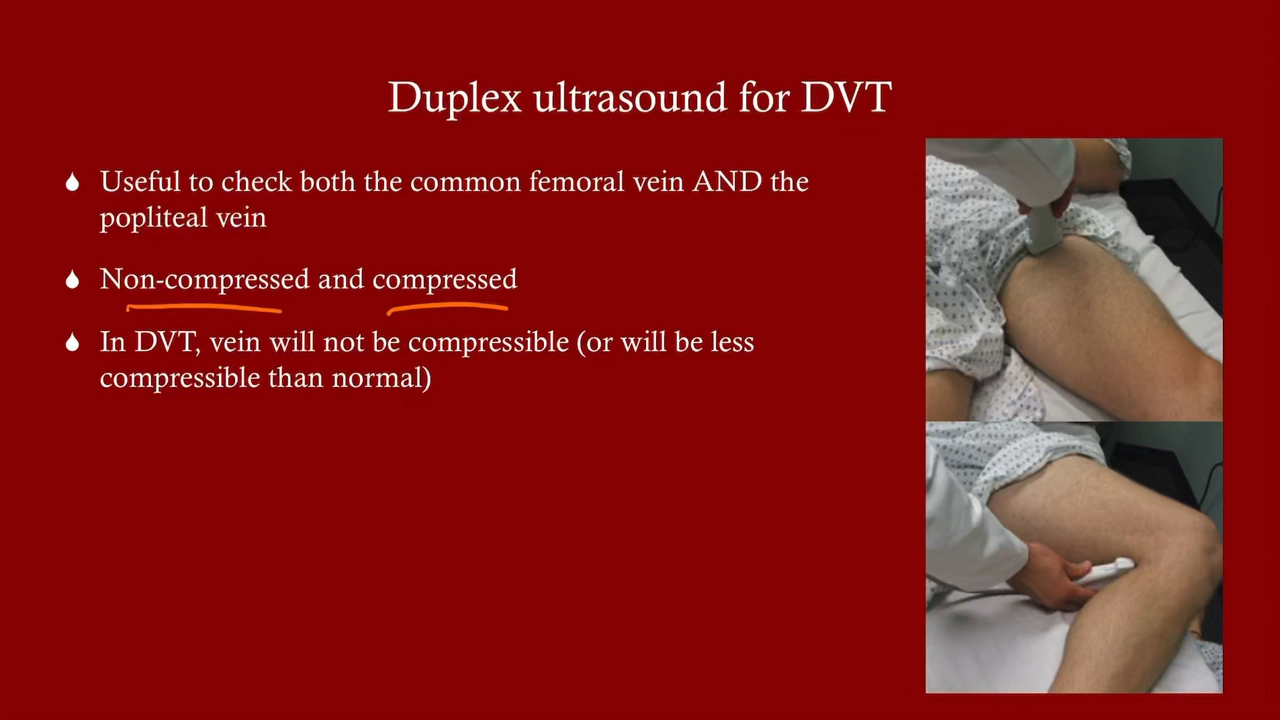 Duplex ultrasound for DVT
Useful to check both the common femoral vein AND the
popliteal vein
Non-compressed and compressed
In DVT, vein will not be compressible (or will be less
compressible than normal)